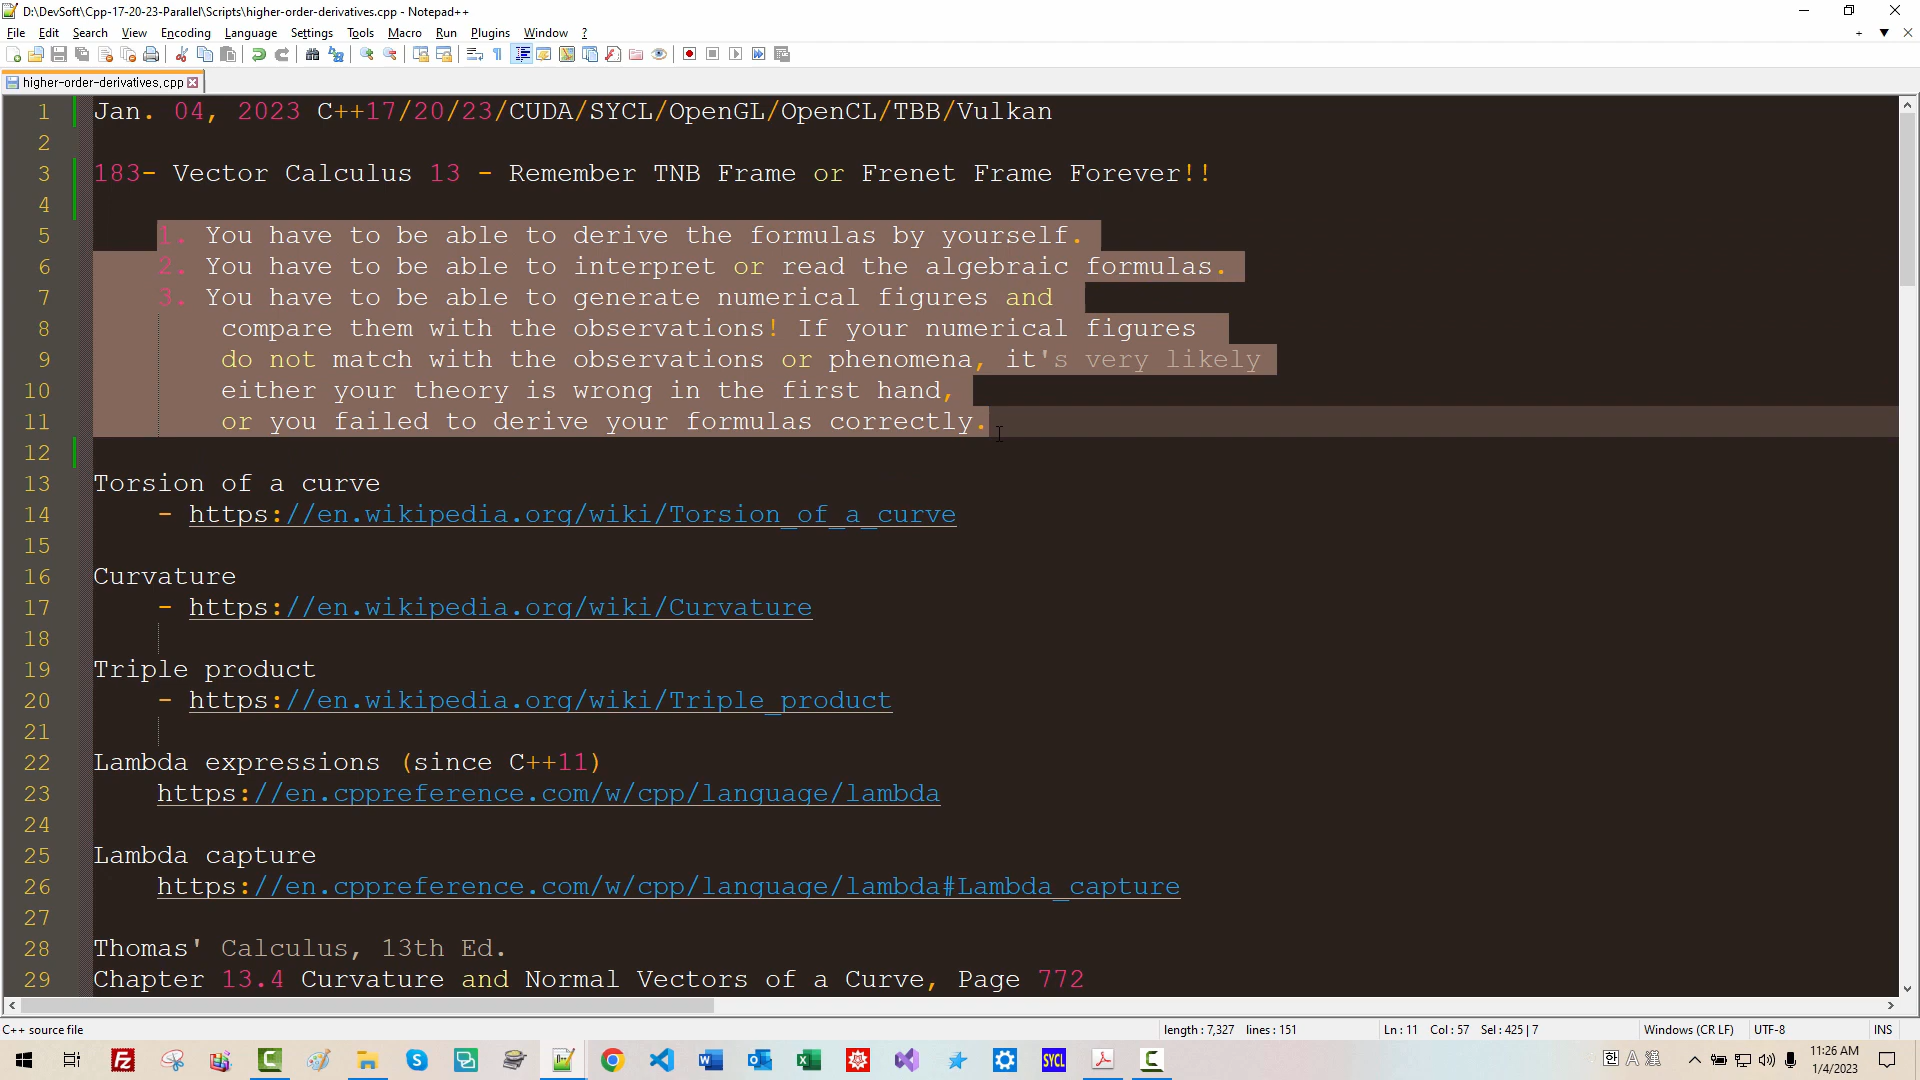 D:\DevSoft\Cpp-17-20-23-Parallel\Scripts\higher-order-derivatives.cpp - Notepad++
File Edit Search View Encoding Language Settings Tools Macro Run Plugins Window ?
higher-order-derivatives.cpp
1 Jan. 04, 2023 C++17/20/23/CUDA/SYCL/OpenGL/OpenCL/TBB/Vulkan
2
3 183- Vector Calculus 13 - Remember TNB Frame or Frenet Frame Forever!!
4
5 1. You have to be able to derive the formulas by yourself.
6 2. You have to be able to interpret or read the algebraic formulas.
7 3. You have to be able to generate numerical figures and
8 compare them with the observations! If your numerical figures
9 do not match with the observations or phenomena, it's very likely
10 either your theory is wrong in the first hand,
11 or you failed to derive your formulas correctly.
12
13 Torsion of a curve
14 - https://en.wikipedia.org/wiki/Torsion_of_a_curve
15
16 Curvature
17 - https://en.wikipedia.org/wiki/Curvature
18
19 Triple product
20 - https://en.wikipedia.org/wiki/Triple_product
21
22 Lambda expressions (since C++11)
23 https://en.cppreference.com/w/cpp/language/lambda
24
25 Lambda capture
26 https://en.cppreference.com/w/cpp/language/lambda#Lambda_capture
27
28 Thomas' Calculus, 13th Ed.
29 Chapter 13.4 Curvature and Normal Vectors of a Curve, Page 772
C++ source file length : 7,327 lines : 151 Ln : 11 Col : 57 Sel : 425 | 7 Windows (CR LF) UTF-8 INS
SYCL 한 A 漢 11:26 AM
1/4/2023